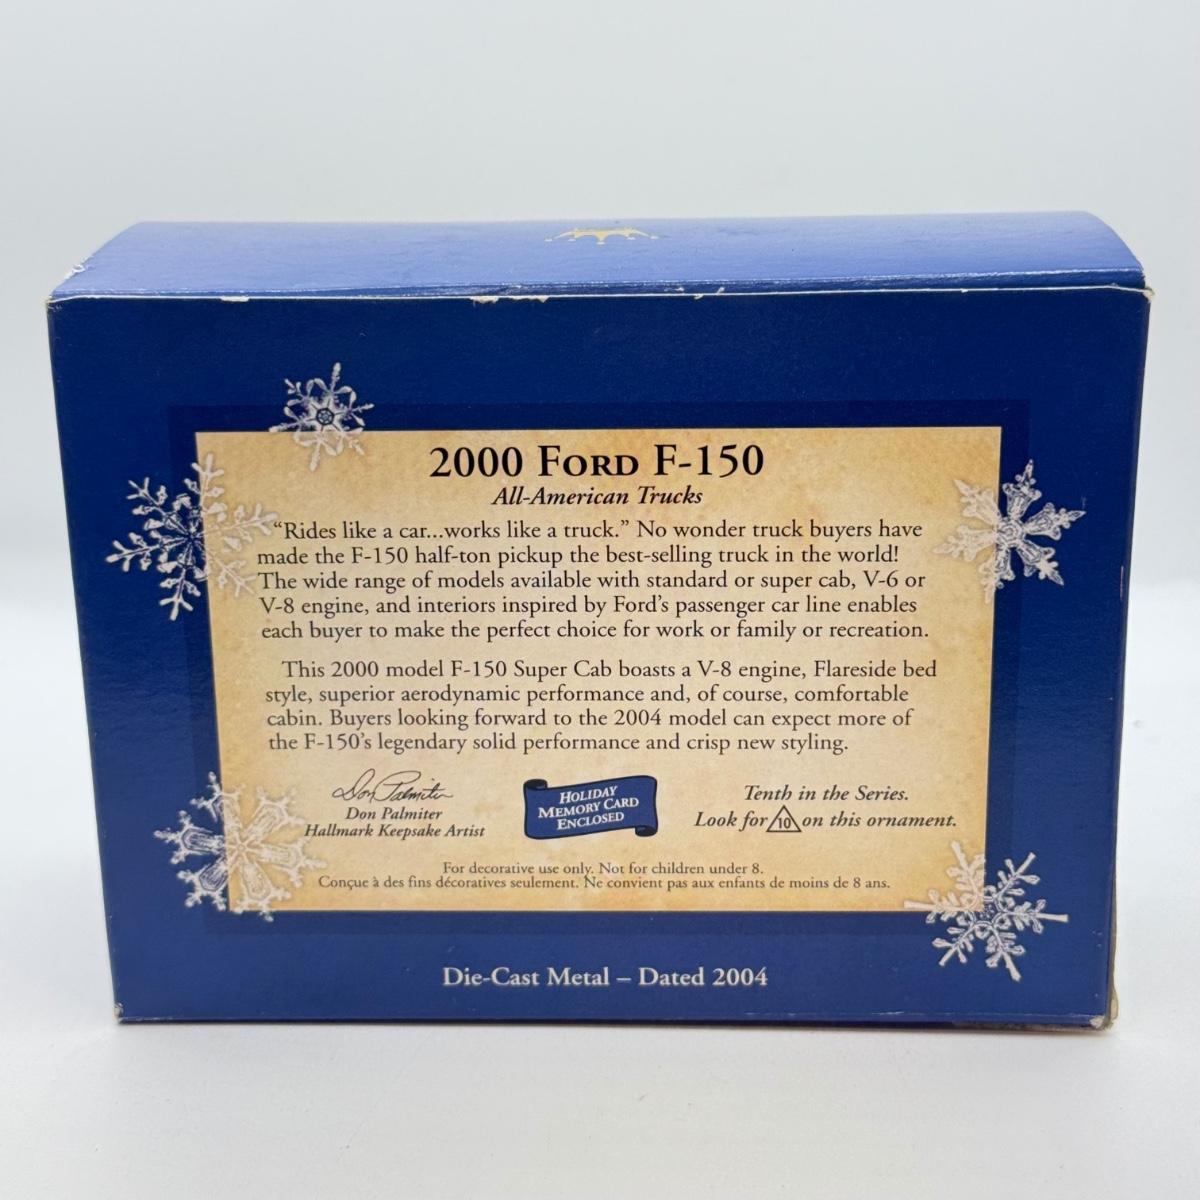 2000 FORD F-150
All-American Trucks
“Rides like a car...works like a truck.” No wonder truck buyers have
made the F-150 half-ton pickup the best-selling truck in the world!
The wide range of models available with standard or super cab, V-6 or
V-8 engine, and interiors inspired by Ford’s passenger car line enables
each buyer to make the perfect choice for work or family or recreation.
This 2000 model F-150 Super Cab boasts a V-8 engine, Flareside bed
style, superior aerodynamic performance and, of course, comfortable
cabin. Buyers looking forward to the 2004 model can expect more of
the F-150’s legendary solid performance and crisp new styling.
Don Palmiter
Don Palmiter
Hallmark Keepsake Artist
HOLIDAY
MEMORY CARD
ENCLOSED
Tenth in the Series.
Look for 10 on this ornament.
For decorative use only. Not for children under 8.
Conçue à des fins décoratives seulement. Ne convient pas aux enfants de moins de 8 ans.
Die-Cast Metal – Dated 2004